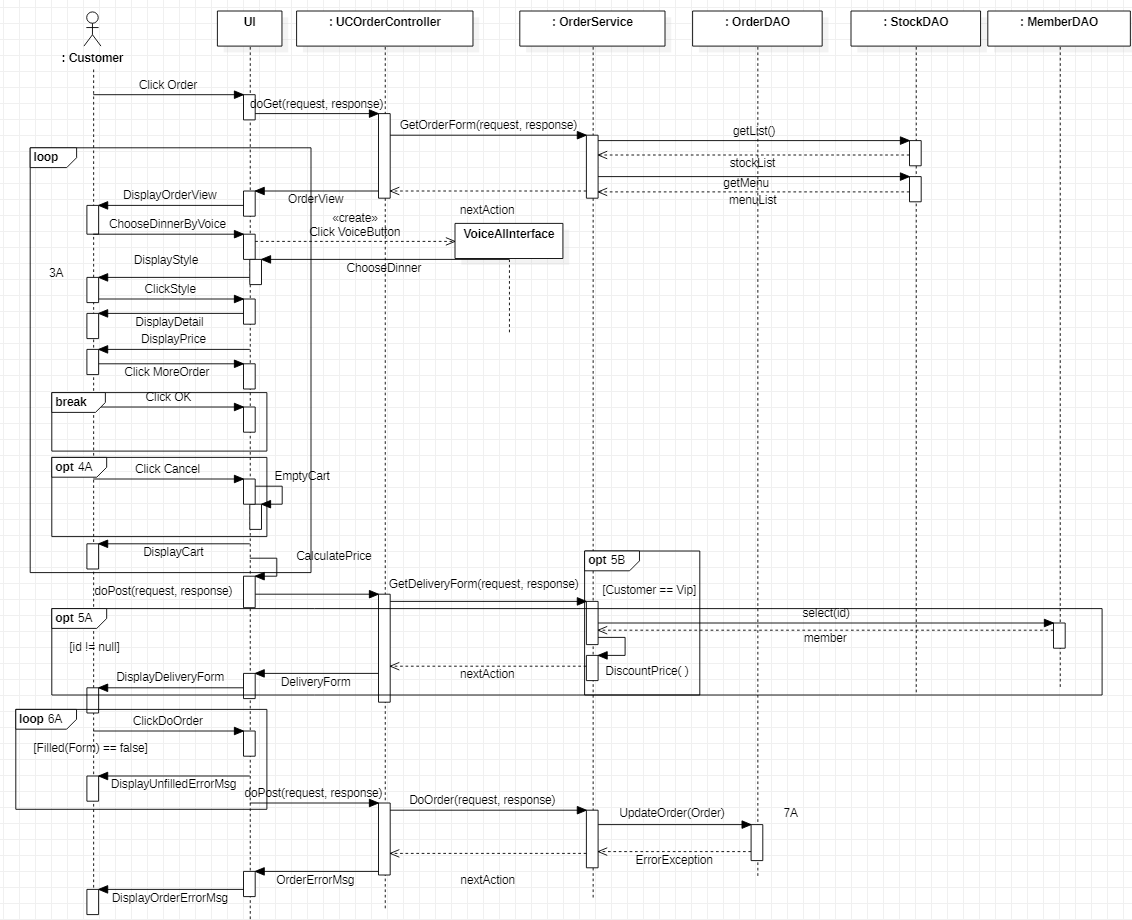 UI
: UCOrderController
: OrderService
: OrderDAO
: StockDAO
: MemberDAO
: Customer
Click Order
doGet(request, response)
GetOrderForm(request, response)
getList()
stockList
loop
getMenu
menuList
DisplayOrderView
OrderView
nextAction
«create»
ChooseDinnerByVoice
Click VoiceButton
VoiceAIInterface
DisplayStyle
ChooseDinner
3A
ClickStyle
DisplayDetail
DisplayPrice
Click MoreOrder
break
Click OK
opt 4A
Click Cancel
EmptyCart
DisplayCart
CalculatePrice
opt 5B
doPost(request, response)
GetDeliveryForm(request, response)
[Customer == Vip]
opt 5A
select(id)
member
[id != null]
DisplayDeliveryForm
DeliveryForm
nextAction
DiscountPrice( )
loop 6A
ClickDoOrder
[Filled(Form) == false]
DisplayUnfilledErrorMsg
doPost(request, response)
DoOrder(request, response)
UpdateOrder(Order)
7A
ErrorException
OrderErrorMsg
nextAction
DisplayOrderErrorMsg